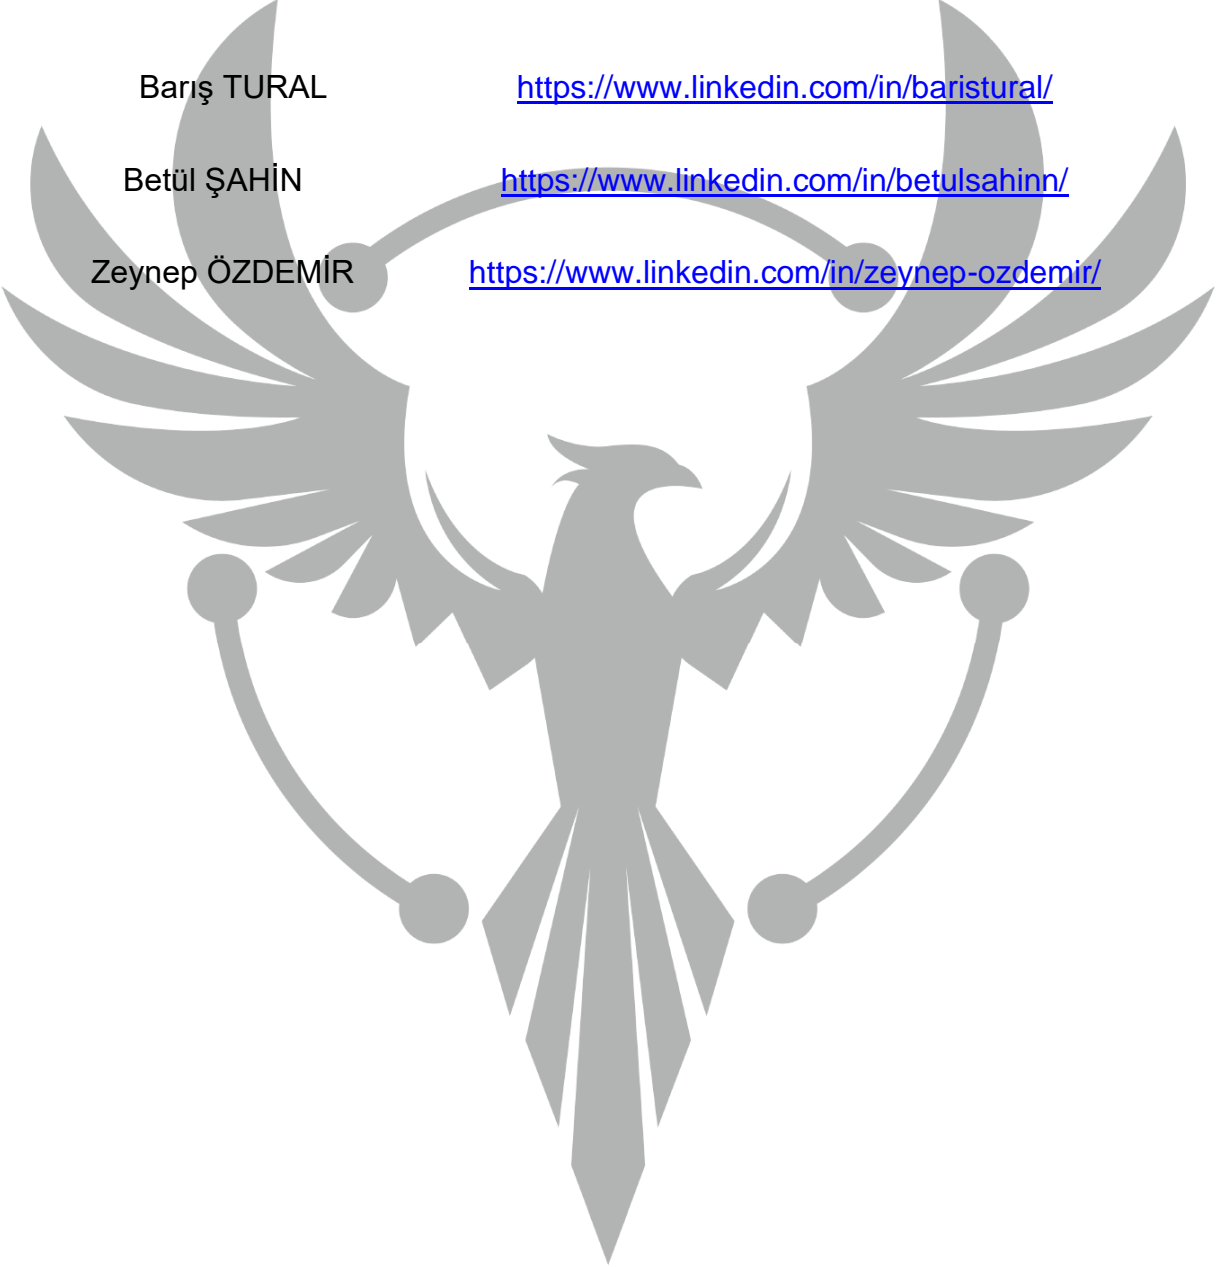 Barış TURAL https://www.linkedin.com/in/baristural/
Betül ŞAHİN https://www.linkedin.com/in/betulsahinn/
Zeynep ÖZDEMİR https://www.linkedin.com/in/zeynep-ozdemir/